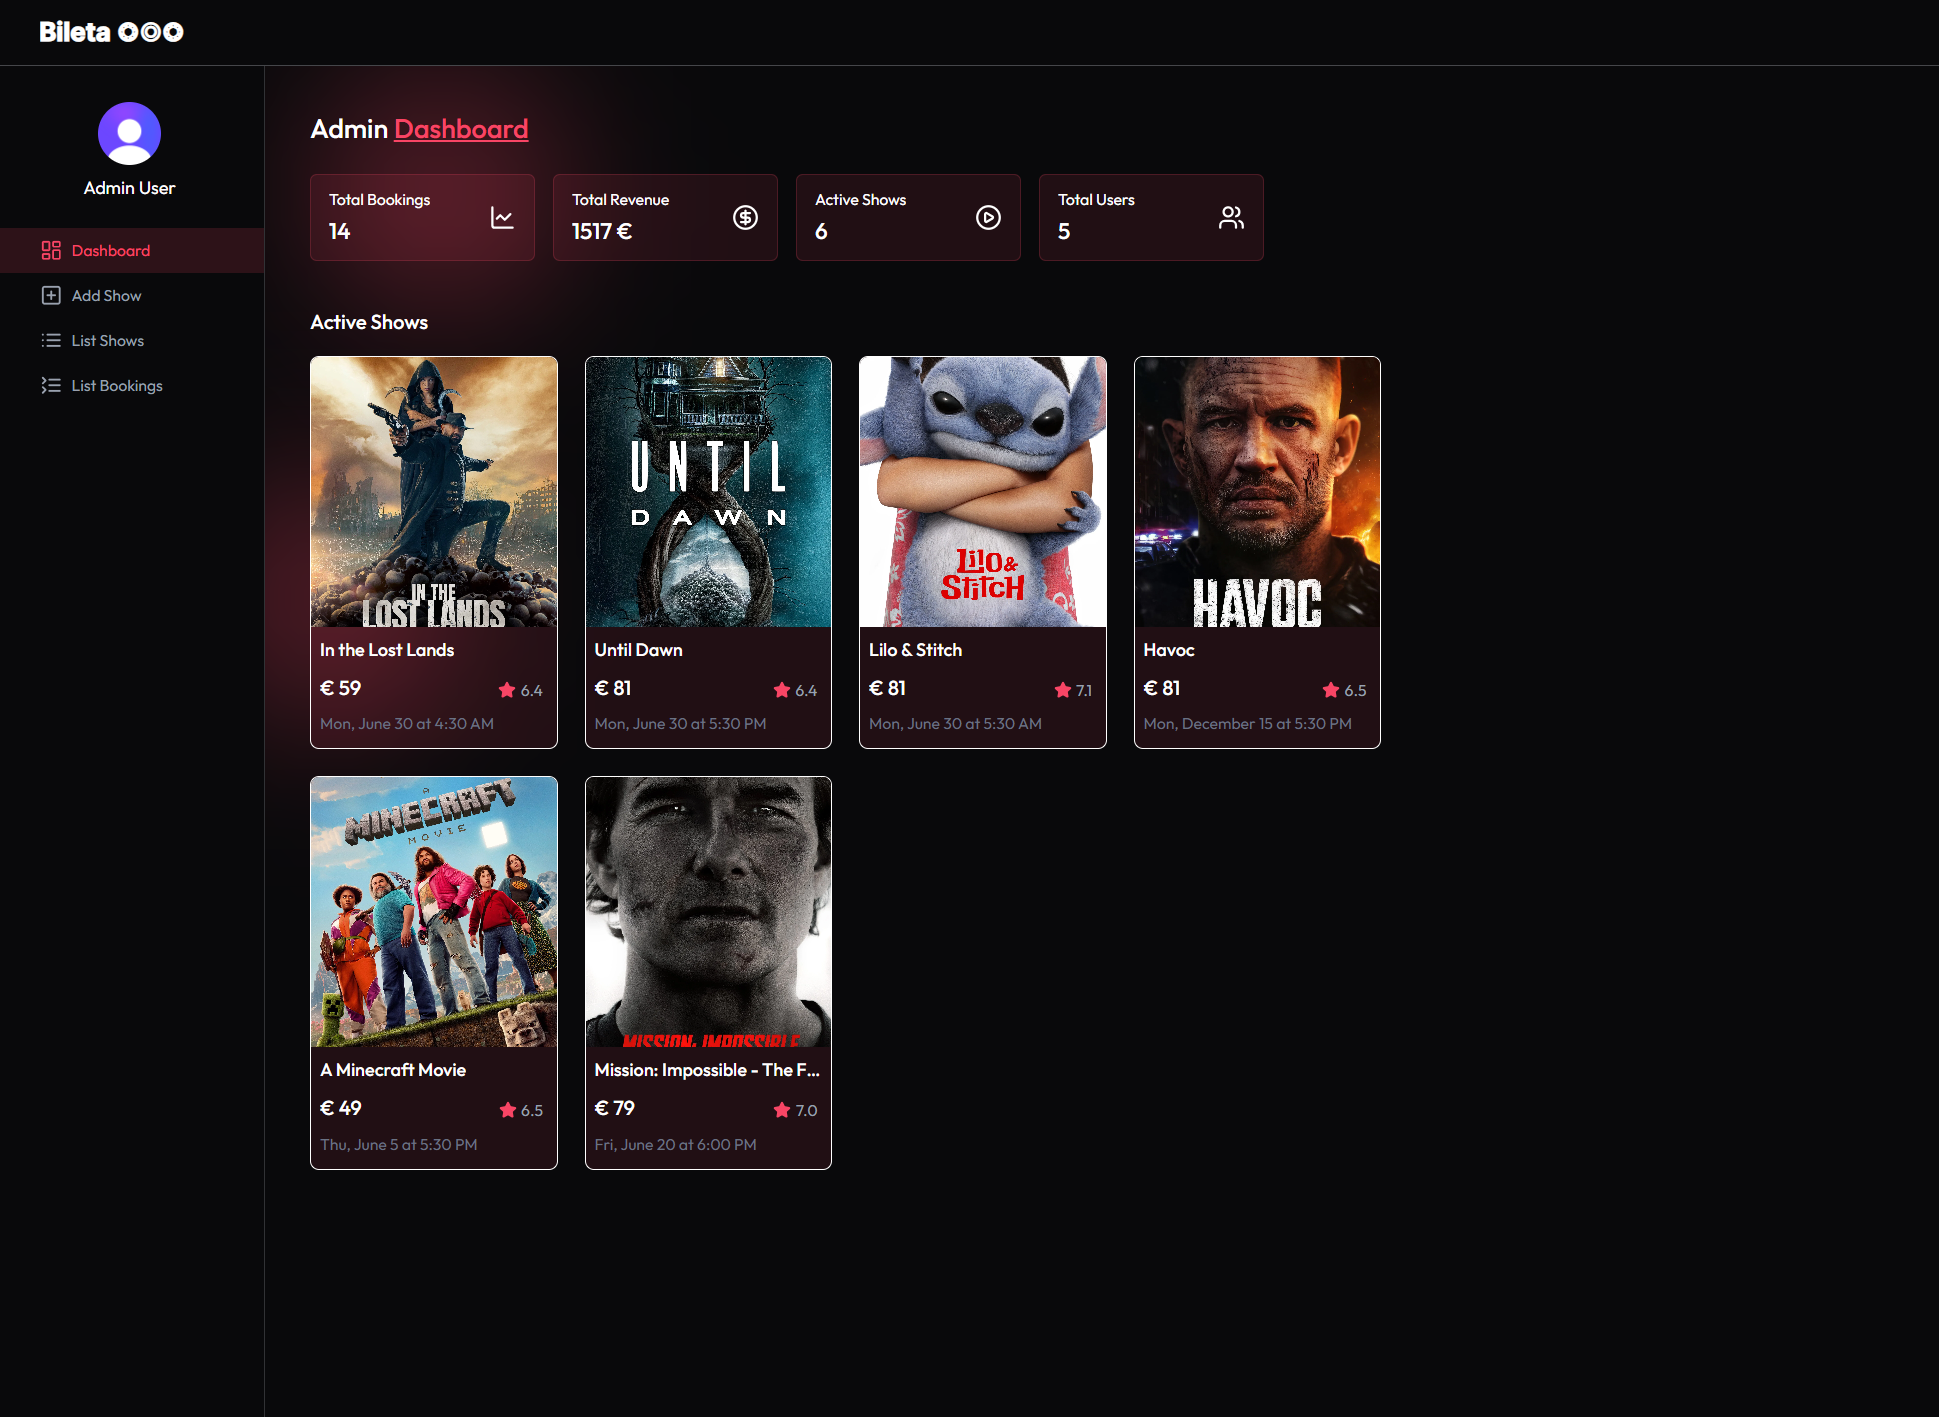 Bileta
Admin User
Dashboard
Add Show
List Shows
List Bookings
Admin Dashboard
Total Bookings
14
Total Revenue
1517 €
Active Shows
6
Total Users
5
Active Shows
IN THE
LOST LANDS
In the Lost Lands
€ 59
6.4
Mon, June 30 at 4:30 AM
UNTIL
DAWN
Until Dawn
€ 81
6.4
Mon, June 30 at 5:30 PM
Lilo &
Stitch
Lilo & Stitch
€ 81
7.1
Mon, June 30 at 5:30 AM
HAVOC
Havoc
€ 81
6.5
Mon, December 15 at 5:30 PM
A
MINECRAFT
MOVIE
A Minecraft Movie
€ 49
6.5
Thu, June 5 at 5:30 PM
MISSION: IMPOSSIBLE
Mission: Impossible - The F...
€ 79
7.0
Fri, June 20 at 6:00 PM